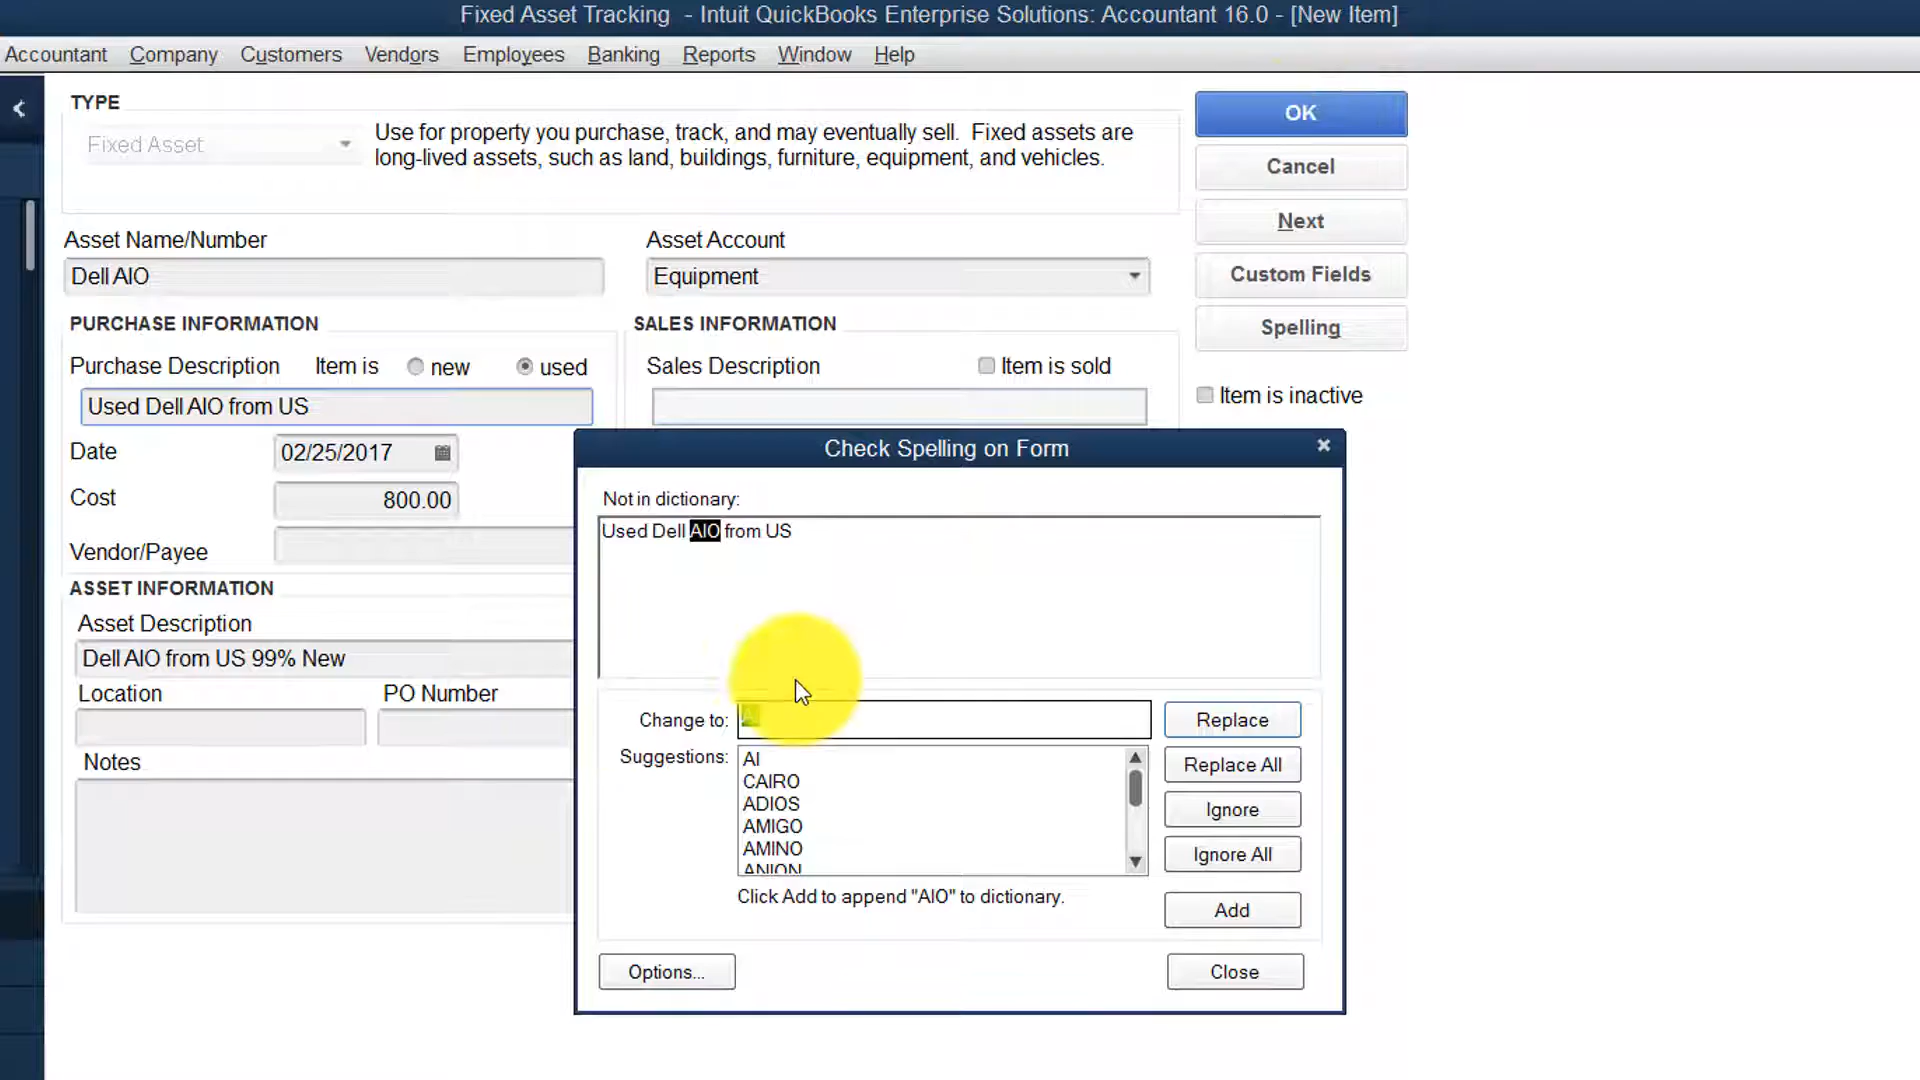 Fixed Asset Tracking - Intuit QuickBooks Enterprise Solutions: Accountant 16.0 - [New Item]
Accountant Company Customers Vendors Employees Banking Reports Window Help
TYPE
Fixed Asset
Use for property you purchase, track, and may eventually sell. Fixed assets are
long-lived assets, such as land, buildings, furniture, equipment, and vehicles.
OK
Cancel
Next
Custom Fields
Spelling
Item is inactive
Asset Name/Number
Dell AIO
Asset Account
Equipment
PURCHASE INFORMATION
Purchase Description Item is new used
Used Dell AIO from US
Date 02/25/2017
Cost 800.00
Vendor/Payee
SALES INFORMATION
Sales Description Item is sold
ASSET INFORMATION
Asset Description
Dell AIO from US 99% New
Location PO Number
Notes
Check Spelling on Form
Not in dictionary:
Used Dell AIO from US
Change to:
Suggestions:
AI
CAIRO
ADIOS
AMIGO
AMINO
ANION
Click Add to append "AIO" to dictionary.
Replace
Replace All
Ignore
Ignore All
Add
Options...
Close